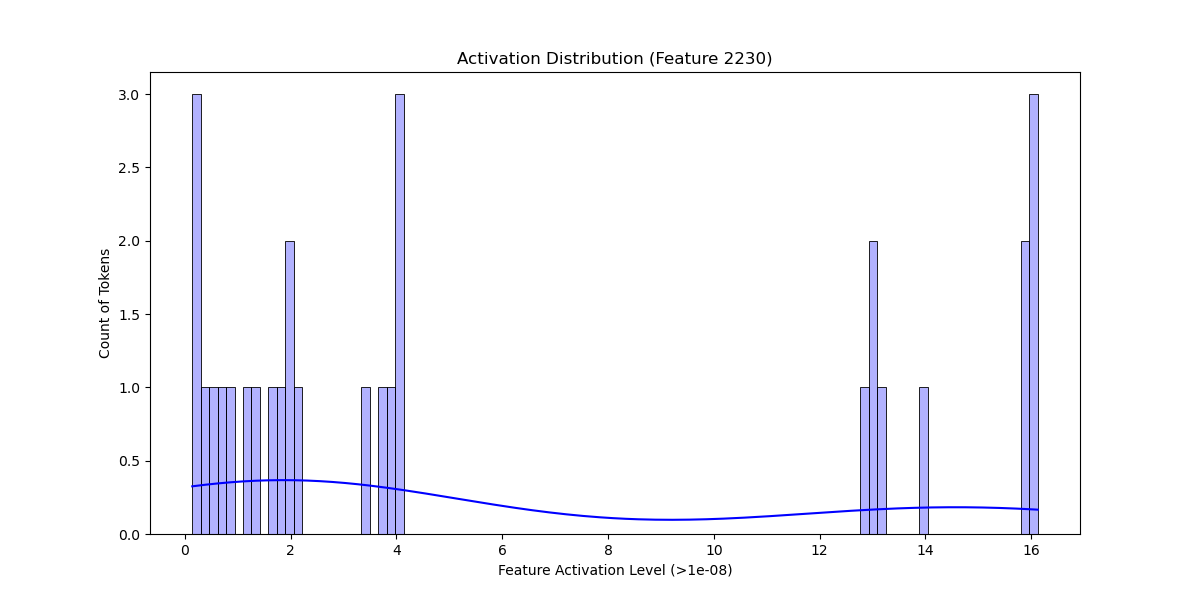 Activation Distribution (Feature 2230)
3.0
2.5
2.0
1.5
1.0
0.5
0.0
Count of Tokens
0 2 4 6 8 10 12 14 16
Feature Activation Level (>1e-08)